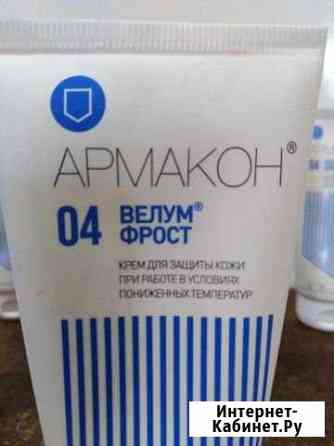 АРМАКОН®
04 ВЕЛУМ®
ФРОСТ
КРЕМ ДЛЯ ЗАЩИТЫ КОЖИ
ПРИ РАБОТЕ В УСЛОВИЯХ
ПОНИЖЕННЫХ ТЕМПЕРАТУР
Интернет-
Кабинет.Ру